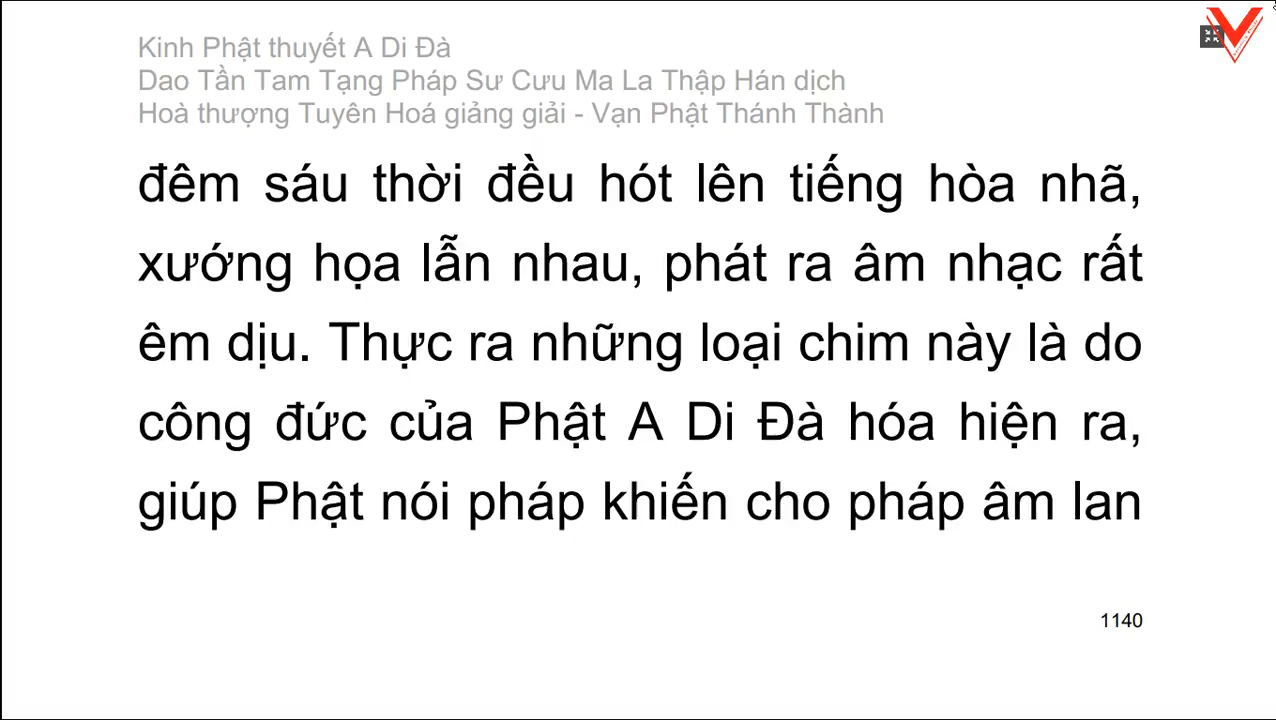 Kinh Phật thuyết A Di Đà
Dao Tần Tam Tạng Pháp Sư Cưu Ma La Thập Hán dịch
Hoà thượng Tuyên Hoá giảng giải - Vạn Phật Thánh Thành
đêm sáu thời đều hót lên tiếng hòa nhã,
xướng họa lẫn nhau, phát ra âm nhạc rất
êm dịu. Thực ra những loại chim này là do
công đức của Phật A Di Đà hóa hiện ra,
giúp Phật nói pháp khiến cho pháp âm lan
1140